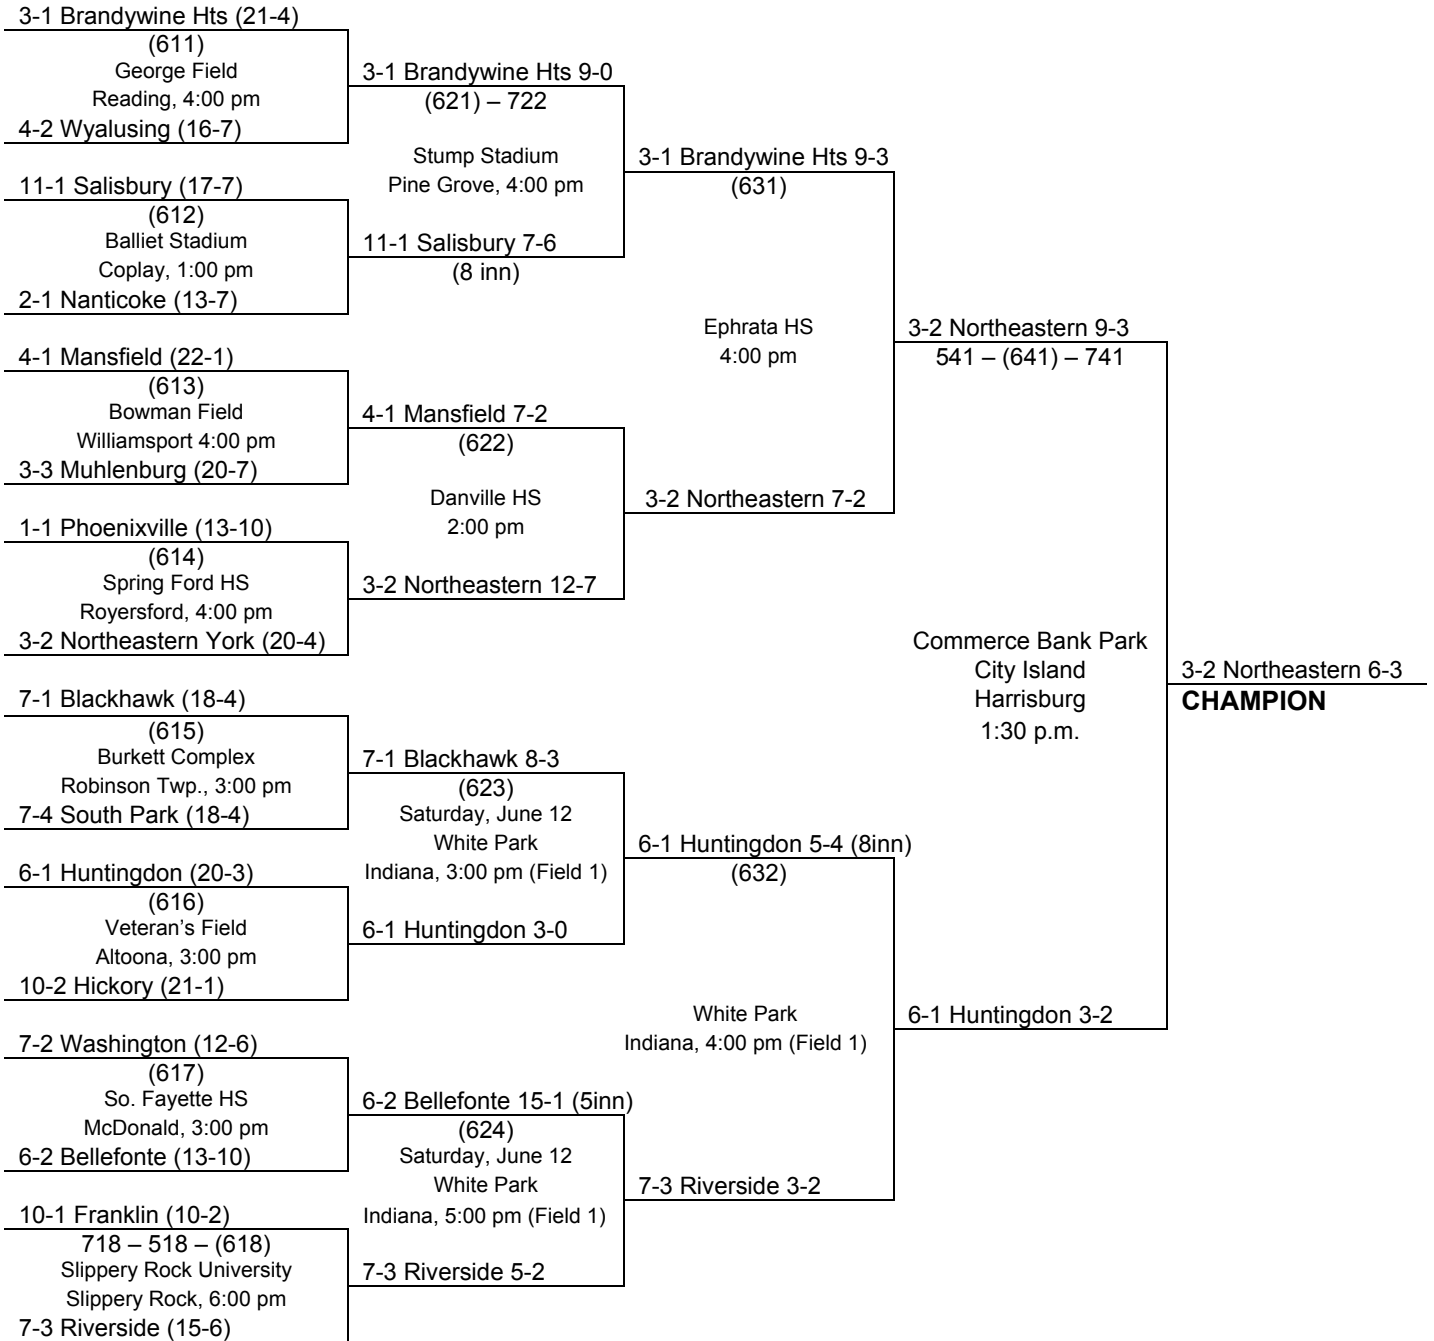 3-1 Brandywine Hts (21-4)
(611)
George Field
Reading, 4:00 pm
4-2 Wyalusing (16-7)
11-1 Salisbury (17-7)
(612)
Balliet Stadium
Coplay, 1:00 pm
2-1 Nanticoke (13-7)
4-1 Mansfield (22-1)
(613)
Bowman Field
Williamsport 4:00 pm
3-3 Muhlenburg (20-7)
1-1 Phoenixville (13-10)
(614)
Spring Ford HS
Royersford, 4:00 pm
3-2 Northeastern York (20-4)
7-1 Blackhawk (18-4)
(615)
Burkett Complex
Robinson Twp., 3:00 pm
7-4 South Park (18-4)
6-1 Huntingdon (20-3)
(616)
Veteran's Field
Altoona, 3:00 pm
10-2 Hickory (21-1)
7-2 Washington (12-6)
(617)
So. Fayette HS
McDonald, 3:00 pm
6-2 Bellefonte (13-10)
10-1 Franklin (10-2)
718 – 518 – (618)
Slippery Rock University
Slippery Rock, 6:00 pm
7-3 Riverside (15-6)
3-1 Brandywine Hts 9-0
(621) – 722
Stump Stadium
Pine Grove, 4:00 pm
11-1 Salisbury 7-6
(8 inn)
4-1 Mansfield 7-2
(622)
Danville HS
2:00 pm
3-2 Northeastern 12-7
7-1 Blackhawk 8-3
(623)
Saturday, June 12
White Park
Indiana, 3:00 pm (Field 1)
6-1 Huntingdon 3-0
6-2 Bellefonte 15-1 (5inn)
(624)
Saturday, June 12
White Park
Indiana, 5:00 pm (Field 1)
7-3 Riverside 5-2
3-1 Brandywine Hts 9-3
(631)
Ephrata HS
4:00 pm
3-2 Northeastern 7-2
6-1 Huntingdon 5-4 (8inn)
(632)
White Park
Indiana, 4:00 pm (Field 1)
7-3 Riverside 3-2
3-2 Northeastern 9-3
541 – (641) – 741
Commerce Bank Park
City Island
Harrisburg
1:30 p.m.
6-1 Huntingdon 3-2
3-2 Northeastern 6-3
CHAMPION